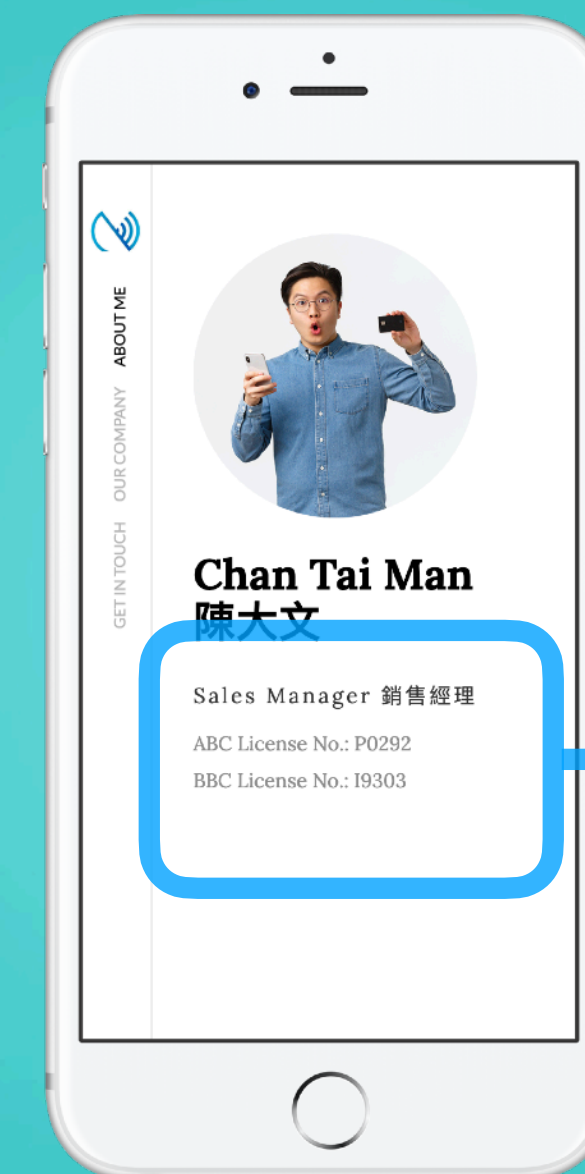 ABOUT ME
OUR COMPANY
GET IN TOUCH
Chan Tai Man
陳大文
Sales Manager 銷售經理
ABC License No.: P0292
BBC License No.: I9303